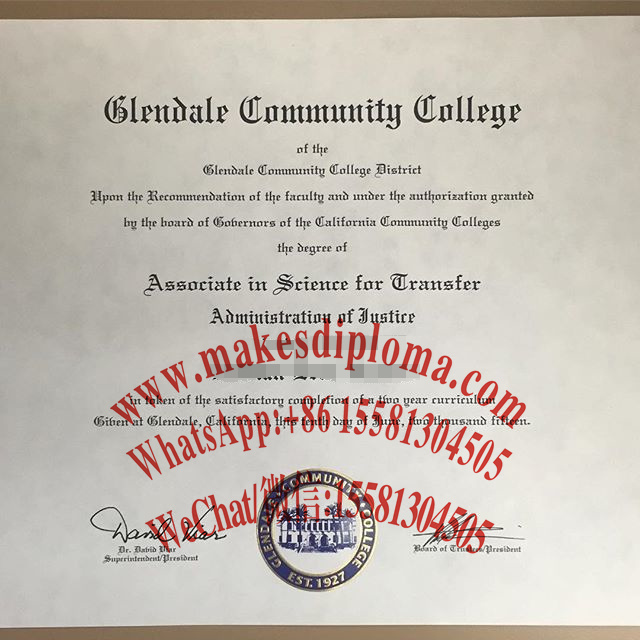 Glendale Community College
of the
Glendale Community College District
Upon the Recommendation of the faculty and under the authorization granted
by the board of Governors of the California Community Colleges
the degree of
Associate in Science for Transfer
Administration of Justice
www.makesdiploma.com
in token of the satisfactory completion of a two year curriculum
Given at Glendale, California, this tenth day of June, two thousand fifteen.
WhatsApp:+86 15581304505
WeChat/微信:15581304505
GLENDALE COMMUNITY COLLEGE
EST. 1927
Dr. David Viar
Superintendent/President
Board of Trustees/President